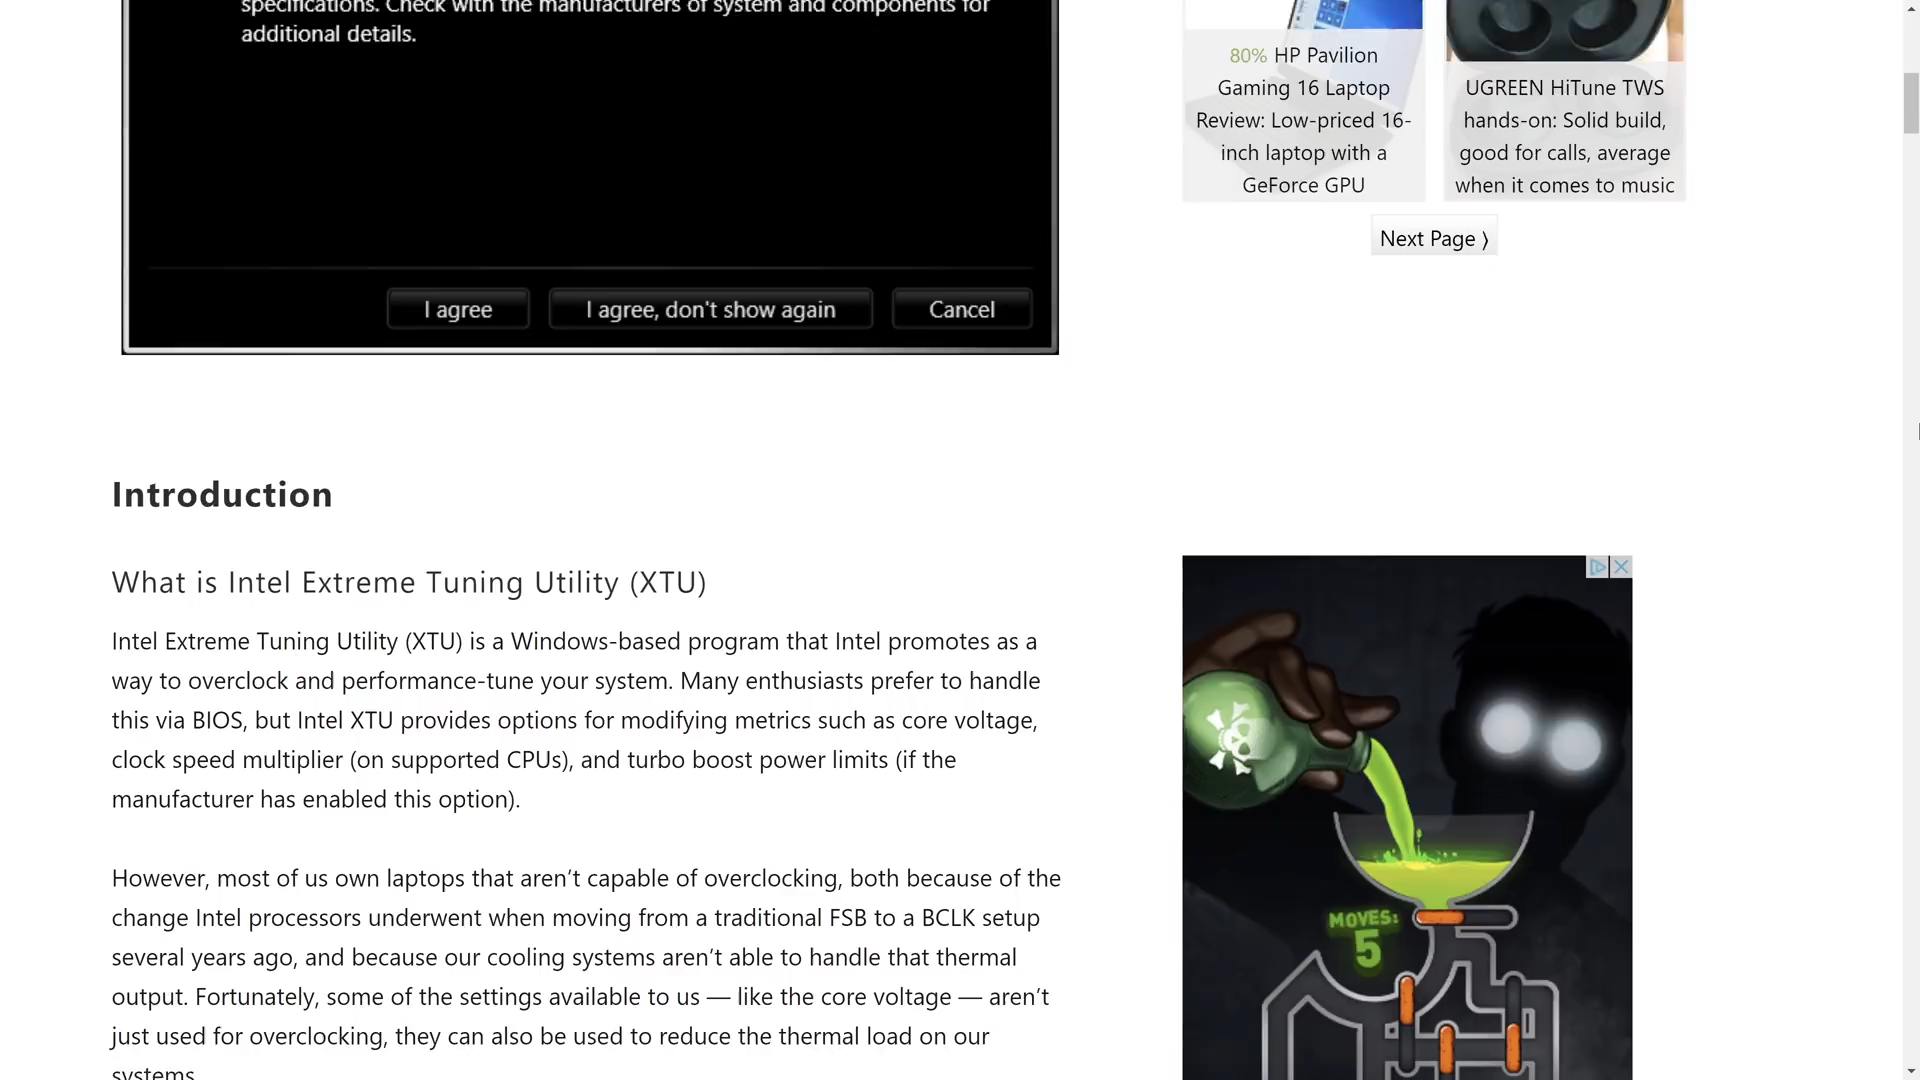 specifications. Check with the manufacturers of system and components for
additional details.
I agree
I agree, don't show again
Cancel
80% HP Pavilion
Gaming 16 Laptop
Review: Low-priced 16-
inch laptop with a
GeForce GPU
UGREEN HiTune TWS
hands-on: Solid build,
good for calls, average
when it comes to music
Next Page ⟩
Introduction
What is Intel Extreme Tuning Utility (XTU)
Intel Extreme Tuning Utility (XTU) is a Windows-based program that Intel promotes as a
way to overclock and performance-tune your system. Many enthusiasts prefer to handle
this via BIOS, but Intel XTU provides options for modifying metrics such as core voltage,
clock speed multiplier (on supported CPUs), and turbo boost power limits (if the
manufacturer has enabled this option).
However, most of us own laptops that aren’t capable of overclocking, both because of the
change Intel processors underwent when moving from a traditional FSB to a BCLK setup
several years ago, and because our cooling systems aren’t able to handle that thermal
output. Fortunately, some of the settings available to us — like the core voltage — aren’t
just used for overclocking, they can also be used to reduce the thermal load on our
systems.
MOVES:
5